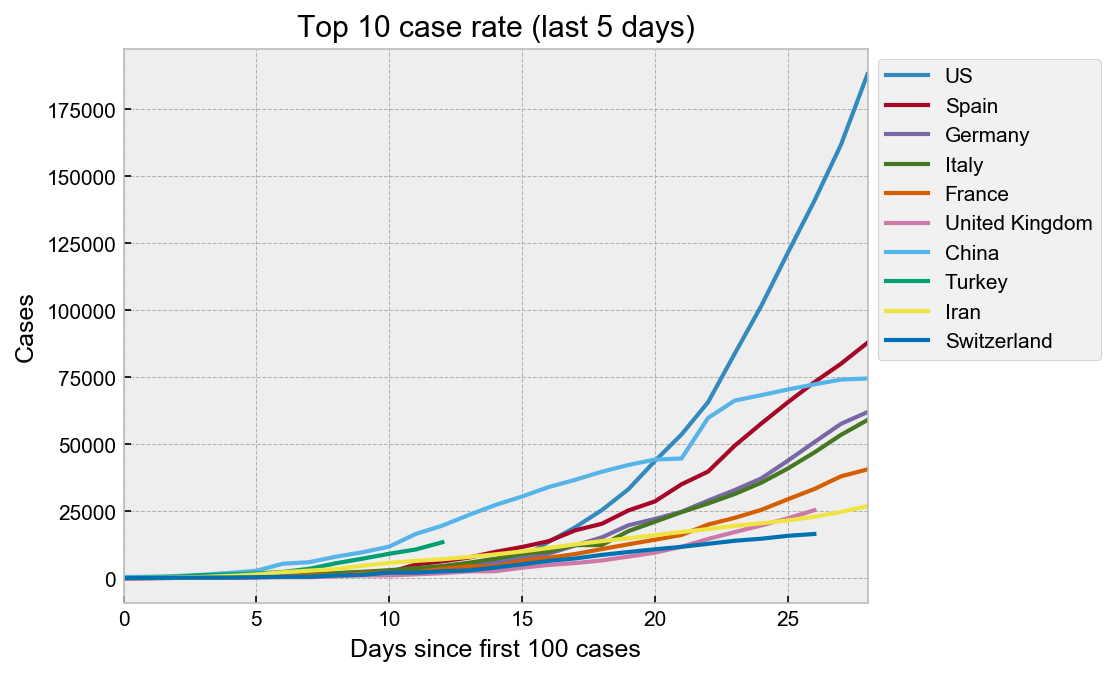 Top 10 case rate (last 5 days)
175000
150000
125000
100000
75000
50000
25000
0
Cases
0 5 10 15 20 25
Days since first 100 cases
US
Spain
Germany
Italy
France
United Kingdom
China
Turkey
Iran
Switzerland